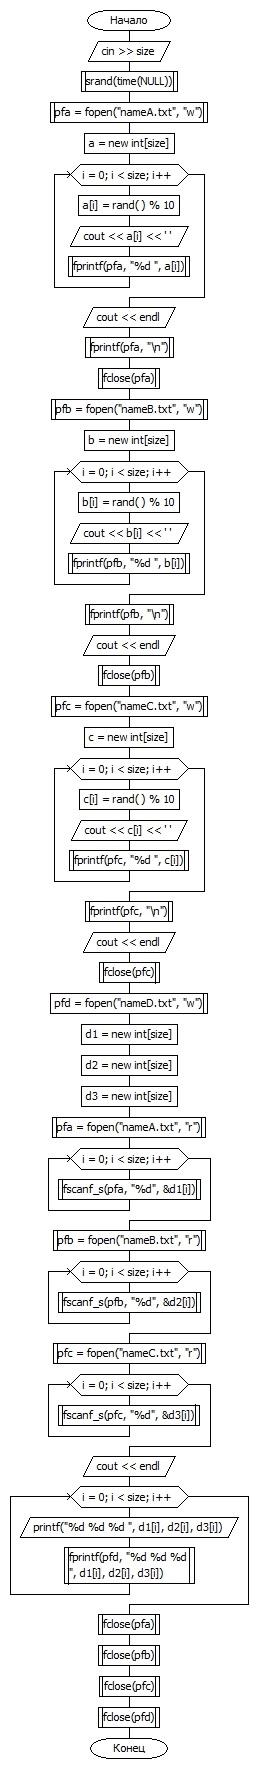 Начало
cin >> size
srand(time(NULL))
pfa = fopen("nameA.txt", "w")
a = new int[size]
i = 0; i < size; i++
a[i] = rand( ) % 10
cout << a[i] << ' '
fprintf(pfa, "%d ", a[i])
cout << endl
fprintf(pfa, "\n")
fclose(pfa)
pfb = fopen("nameB.txt", "w")
b = new int[size]
i = 0; i < size; i++
b[i] = rand( ) % 10
cout << b[i] << ' '
fprintf(pfb, "%d ", b[i])
fprintf(pfb, "\n")
cout << endl
fclose(pfb)
pfc = fopen("nameC.txt", "w")
c = new int[size]
i = 0; i < size; i++
c[i] = rand( ) % 10
cout << c[i] << ' '
fprintf(pfc, "%d ", c[i])
fprintf(pfc, "\n")
cout << endl
fclose(pfc)
pfd = fopen("nameD.txt", "w")
d1 = new int[size]
d2 = new int[size]
d3 = new int[size]
pfa = fopen("nameA.txt", "r")
i = 0; i < size; i++
fscanf_s(pfa, "%d", &d1[i])
pfb = fopen("nameB.txt", "r")
i = 0; i < size; i++
fscanf_s(pfb, "%d", &d2[i])
pfc = fopen("nameC.txt", "r")
i = 0; i < size; i++
fscanf_s(pfc, "%d", &d3[i])
cout << endl
i = 0; i < size; i++
printf("%d %d %d ", d1[i], d2[i], d3[i])
fprintf(pfd, "%d %d %d
", d1[i], d2[i], d3[i])
fclose(pfa)
fclose(pfb)
fclose(pfc)
fclose(pfd)
Конец